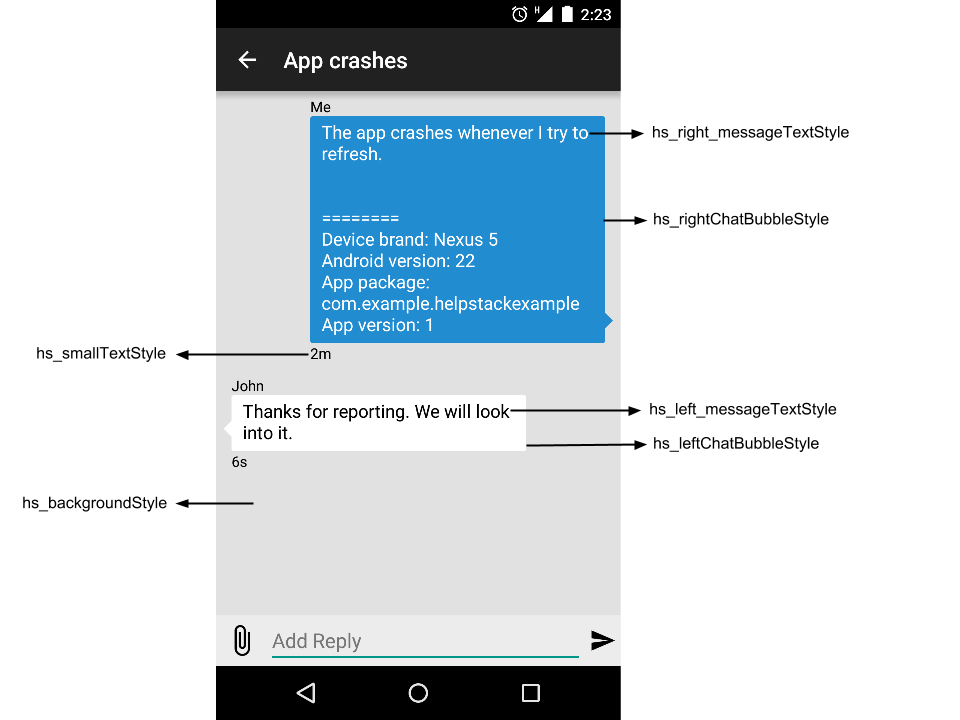 H 2:23
App crashes
Me
The app crashes whenever I try to
refresh.
hs_right_messageTextStyle
========
hs_rightChatBubbleStyle
Device brand: Nexus 5
Android version: 22
App package:
com.example.helpstackexample
App version: 1
hs_smallTextStyle
2m
John
Thanks for reporting. We will look
into it.
hs_left_messageTextStyle
hs_leftChatBubbleStyle
6s
hs_backgroundStyle
Add Reply